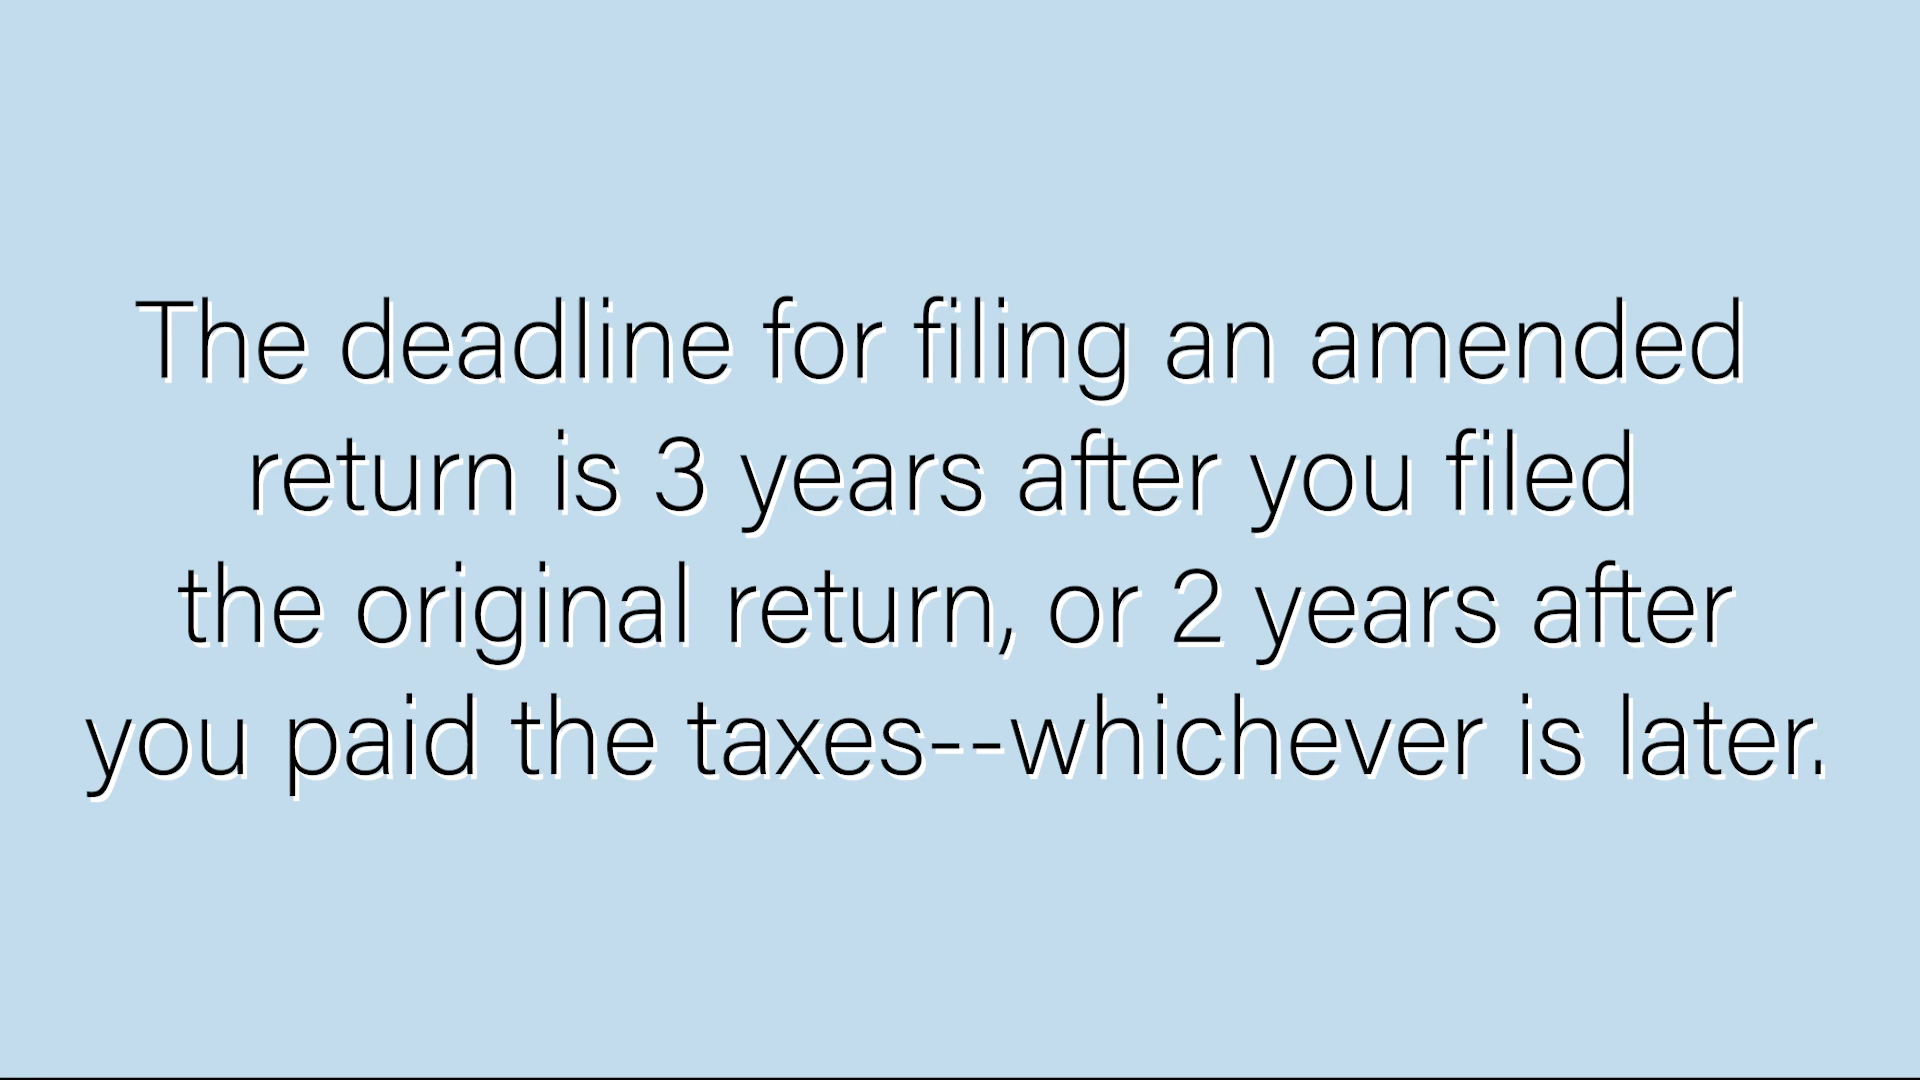 The deadline for filing an amended
return is 3 years after you filed
the original return, or 2 years after
you paid the taxes--whichever is later.